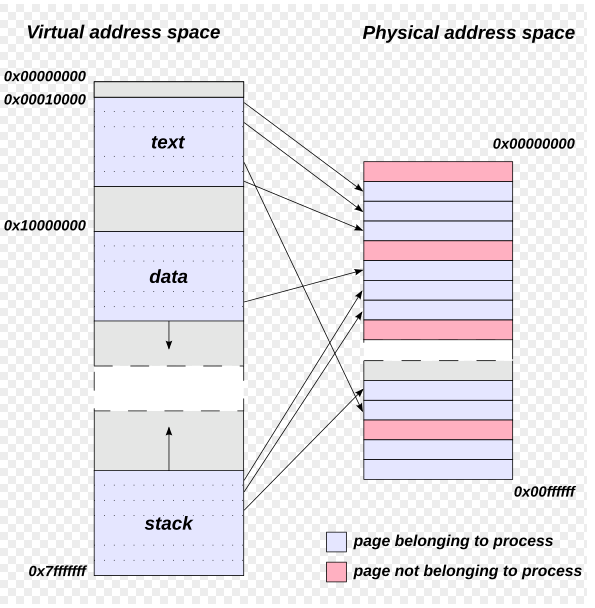 Virtual address space
Physical address space
0x00000000
0x00010000
text
0x00000000
0x10000000
data
stack
0x00ffffff
page belonging to process
0x7fffffff
page not belonging to process